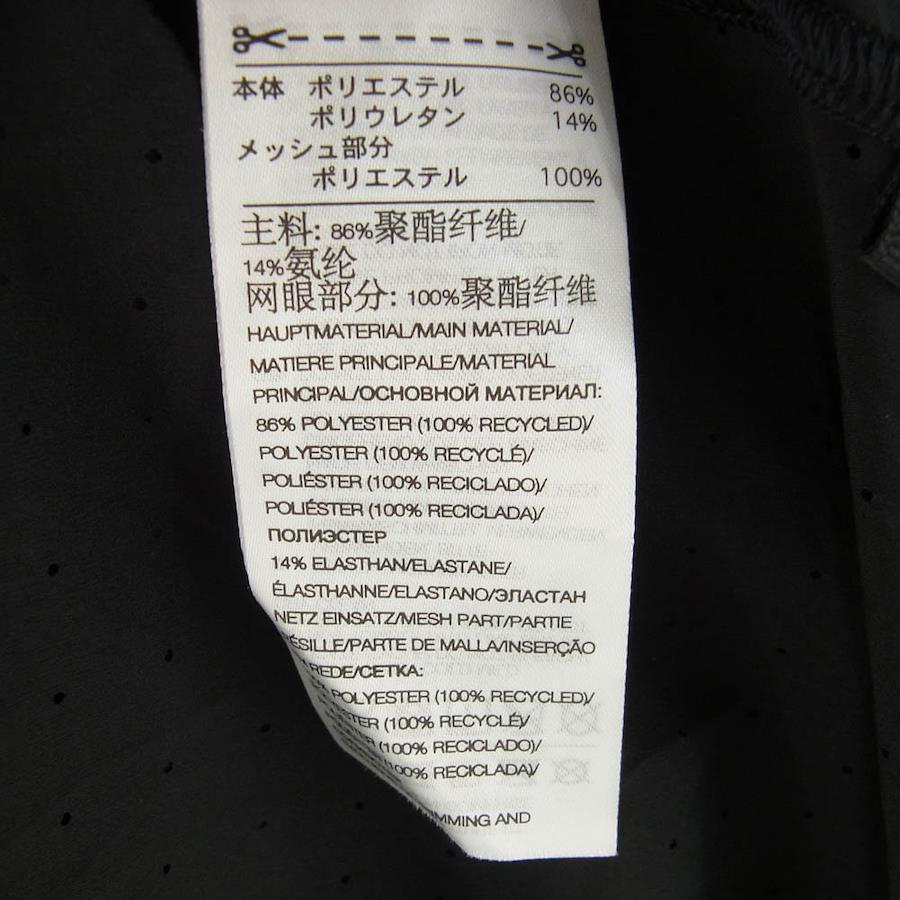 本体 ポリエステル 86%
ポリウレタン 14%
メッシュ部分
ポリエステル 100%
主料: 86%聚酯纤维/
14%氨纶
网眼部分: 100%聚酯纤维
HAUPTMATERIAL/MAIN MATERIAL/
MATIERE PRINCIPALE/MATERIAL
PRINCIPAL/ОСНОВНОЙ МАТЕРИАЛ:
86% POLYESTER (100% RECYCLED)/
POLYESTER (100% RECYCLÉ)/
POLIÉSTER (100% RECICLADO)/
POLIÉSTER (100% RECICLADA)/
ПОЛИЭСТЕР
14% ELASTHAN/ELASTANE/
ÉLASTHANNE/ELASTANO/ЭЛАСТАН
NETZ EINSATZ/MESH PART/PARTIE
ÉSILLE/PARTE DE MALLA/INSERÇÃO
REDE/СЕТКА:
POLYESTER (100% RECYCLED)/
(100% RECYCLÉ)/
(100% RECICLADO)/
RECICLADA)/
AND